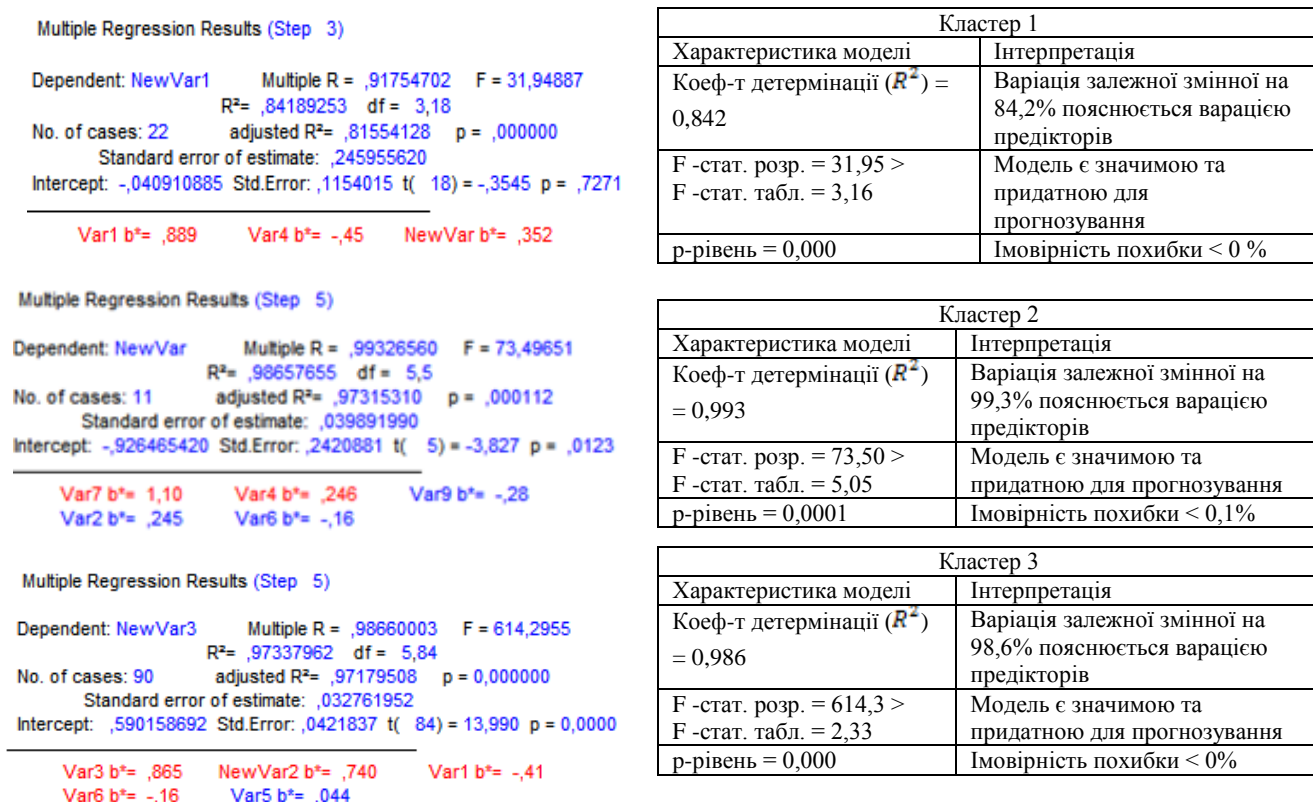 Multiple Regression Results (Step 3)
Dependent: NewVar1 Multiple R = ,91754702 F = 31,94887
R²= ,84189253 df = 3,18
No. of cases: 22 adjusted R²= ,81554128 p = ,000000
Standard error of estimate: ,245955620
Intercept: -,040910885 Std.Error: ,1154015 t( 18) = -,3545 p = ,7271
Var1 b*= ,889 Var4 b*= -,45 NewVar b*= ,352
Кластер 1
Характеристика моделі Інтерпретація
Коеф-т детермінації (R²) =
0,842
Варіація залежної змінної на
84,2% пояснюється варацією
предікторів
F -стат. розр. = 31,95 >
F -стат. табл. = 3,16
Модель є значимою та
придатною для
прогнозування
p-рівень = 0,000 Імовірність похибки < 0 %
Multiple Regression Results (Step 5)
Dependent: NewVar Multiple R = ,99326560 F = 73,49651
R²= ,98657655 df = 5,5
No. of cases: 11 adjusted R²= ,97315310 p = ,000112
Standard error of estimate: ,039891990
Intercept: -,926465420 Std.Error: ,2420881 t( 5) = -3,827 p = ,0123
Var7 b*= 1,10 Var4 b*= ,246 Var9 b*= -,28
Var2 b*= ,245 Var6 b*= -,16
Кластер 2
Характеристика моделі Інтерпретація
Коеф-т детермінації (R²)
= 0,993
Варіація залежної змінної на
99,3% пояснюється варацією
предікторів
F -стат. розр. = 73,50 >
F -стат. табл. = 5,05
Модель є значимою та
придатною для прогнозування
p-рівень = 0,0001 Імовірність похибки < 0,1%
Multiple Regression Results (Step 5)
Dependent: NewVar3 Multiple R = ,98660003 F = 614,2955
R²= ,97337962 df = 5,84
No. of cases: 90 adjusted R²= ,97179508 p = 0,000000
Standard error of estimate: ,032761952
Intercept: ,590158692 Std.Error: ,0421837 t( 84) = 13,990 p = 0,0000
Var3 b*= ,865 NewVar2 b*= ,740 Var1 b*= -,41
Var6 b*= -,16 Var5 b*= ,044
Кластер 3
Характеристика моделі Інтерпретація
Коеф-т детермінації (R²)
= 0,986
Варіація залежної змінної на
98,6% пояснюється варацією
предікторів
F -стат. розр. = 614,3 >
F -стат. табл. = 2,33
Модель є значимою та
придатною для прогнозування
p-рівень = 0,000 Імовірність похибки < 0%